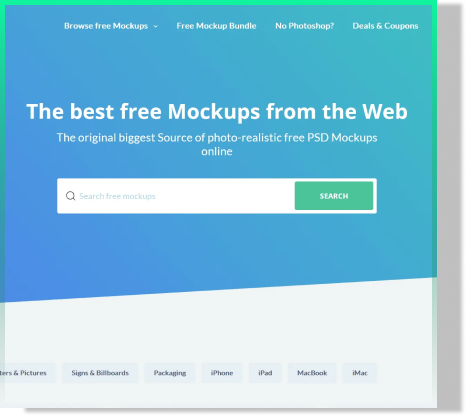 Browse free Mockups Free Mockup Bundle No Photoshop? Deals & Coupons
The best free Mockups from the Web
The original biggest Source of photo-realistic free PSD Mockups
online
Search free mockups SEARCH
ters & Pictures Signs & Billboards Packaging iPhone iPad MacBook iMac